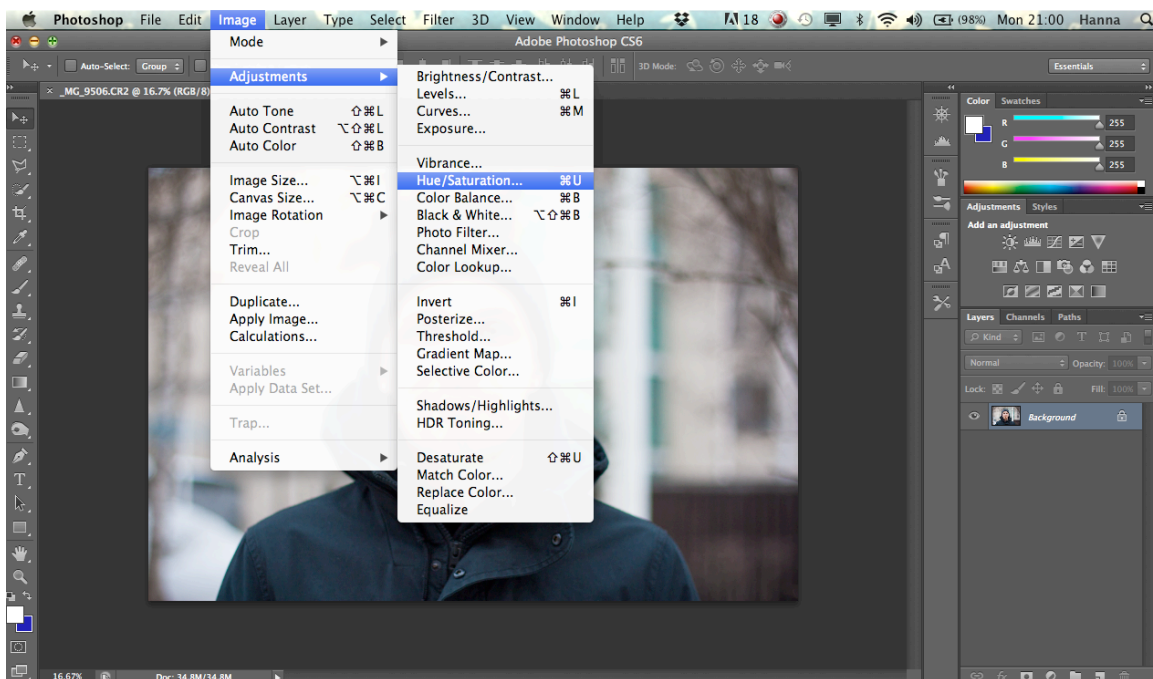 Photoshop File Edit Image Layer Type Select Filter 3D View Window Help 18 (98%) Mon 21:00 Hanna
Adobe Photoshop CS6
Auto-Select: Group 3D Mode: Essentials
× _MG_9506.CR2 @ 16.7% (RGB/8)
Mode
Adjustments
Auto Tone ⇧⌘L
Auto Contrast ⌥⇧⌘L
Auto Color ⇧⌘B
Image Size... ⌥⌘I
Canvas Size... ⌥⌘C
Image Rotation
Crop
Trim...
Reveal All
Duplicate...
Apply Image...
Calculations...
Variables
Apply Data Set...
Trap...
Analysis
Brightness/Contrast...
Levels... ⌘L
Curves... ⌘M
Exposure...
Vibrance...
Hue/Saturation... ⌘U
Color Balance... ⌘B
Black & White... ⌥⇧⌘B
Photo Filter...
Channel Mixer...
Color Lookup...
Invert ⌘I
Posterize...
Threshold...
Gradient Map...
Selective Color...
Shadows/Highlights...
HDR Toning...
Desaturate ⇧⌘U
Match Color...
Replace Color...
Equalize
Color Swatches
R 255
G 255
B 255
Adjustments Styles
Add an adjustment
Layers Channels Paths
Kind
Normal Opacity: 100%
Lock: Fill: 100%
Background
16.67% Doc: 34.8M/34.8M